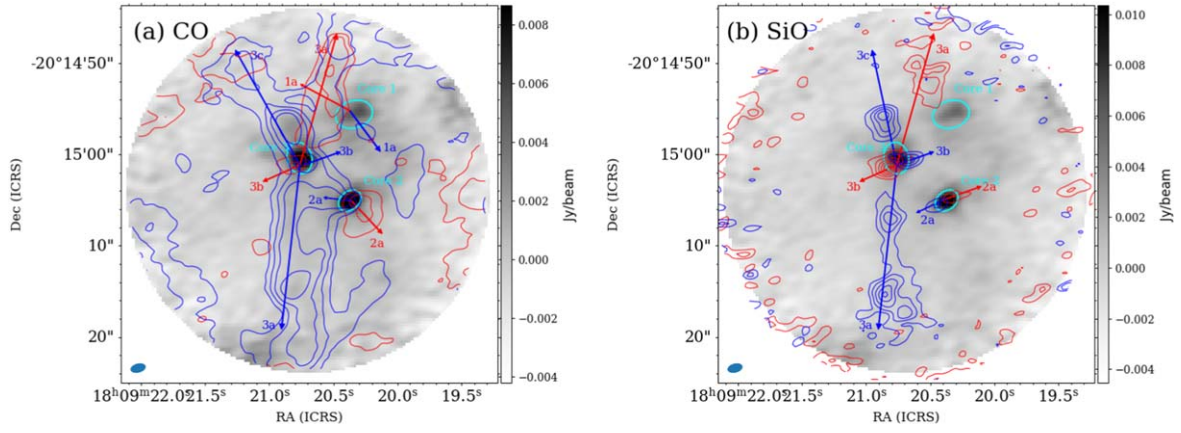 (a) CO
3a
3c
1a
Core 1
-20°14'50"
15'00"
3b
1a
3b
Core 2
2a
2a
10"
3a
20"
18ʰ09ᵐ22.0ˢ
21.5ˢ
21.0ˢ
20.5ˢ
20.0ˢ
19.5ˢ
RA (ICRS)
Dec (ICRS)
0.008
0.006
0.004
0.002
0.000
−0.002
−0.004
Jy/beam
(b) SiO
3a
3c
Core 1
-20°14'50"
15'00"
3b
3b
Core 2
2a
2a
10"
3a
20"
18ʰ09ᵐ22.0ˢ
21.5ˢ
21.0ˢ
20.5ˢ
20.0ˢ
19.5ˢ
RA (ICRS)
Dec (ICRS)
0.010
0.008
0.006
0.004
0.002
0.000
−0.002
−0.004
Jy/beam